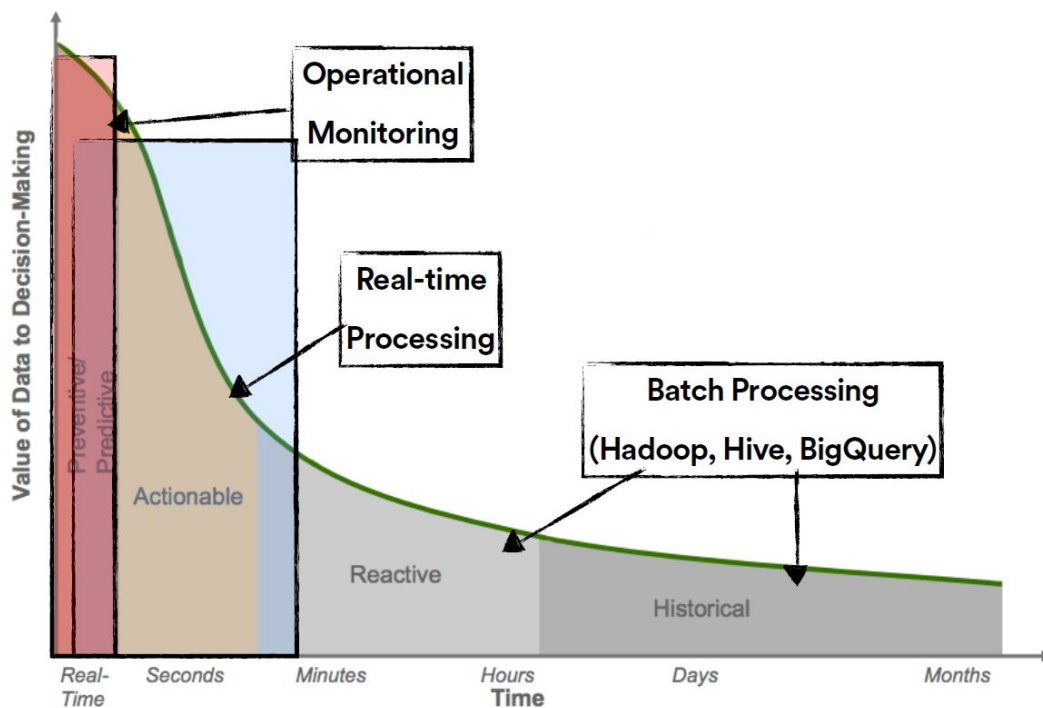 Operational
Monitoring
Value of Data to Decision-Making
Real-time
Processing
Preventive/
Predictive
Batch Processing
(Hadoop, Hive, BigQuery)
Actionable
Reactive
Historical
Real-
Time
Seconds
Minutes
Hours
Days
Months
Time